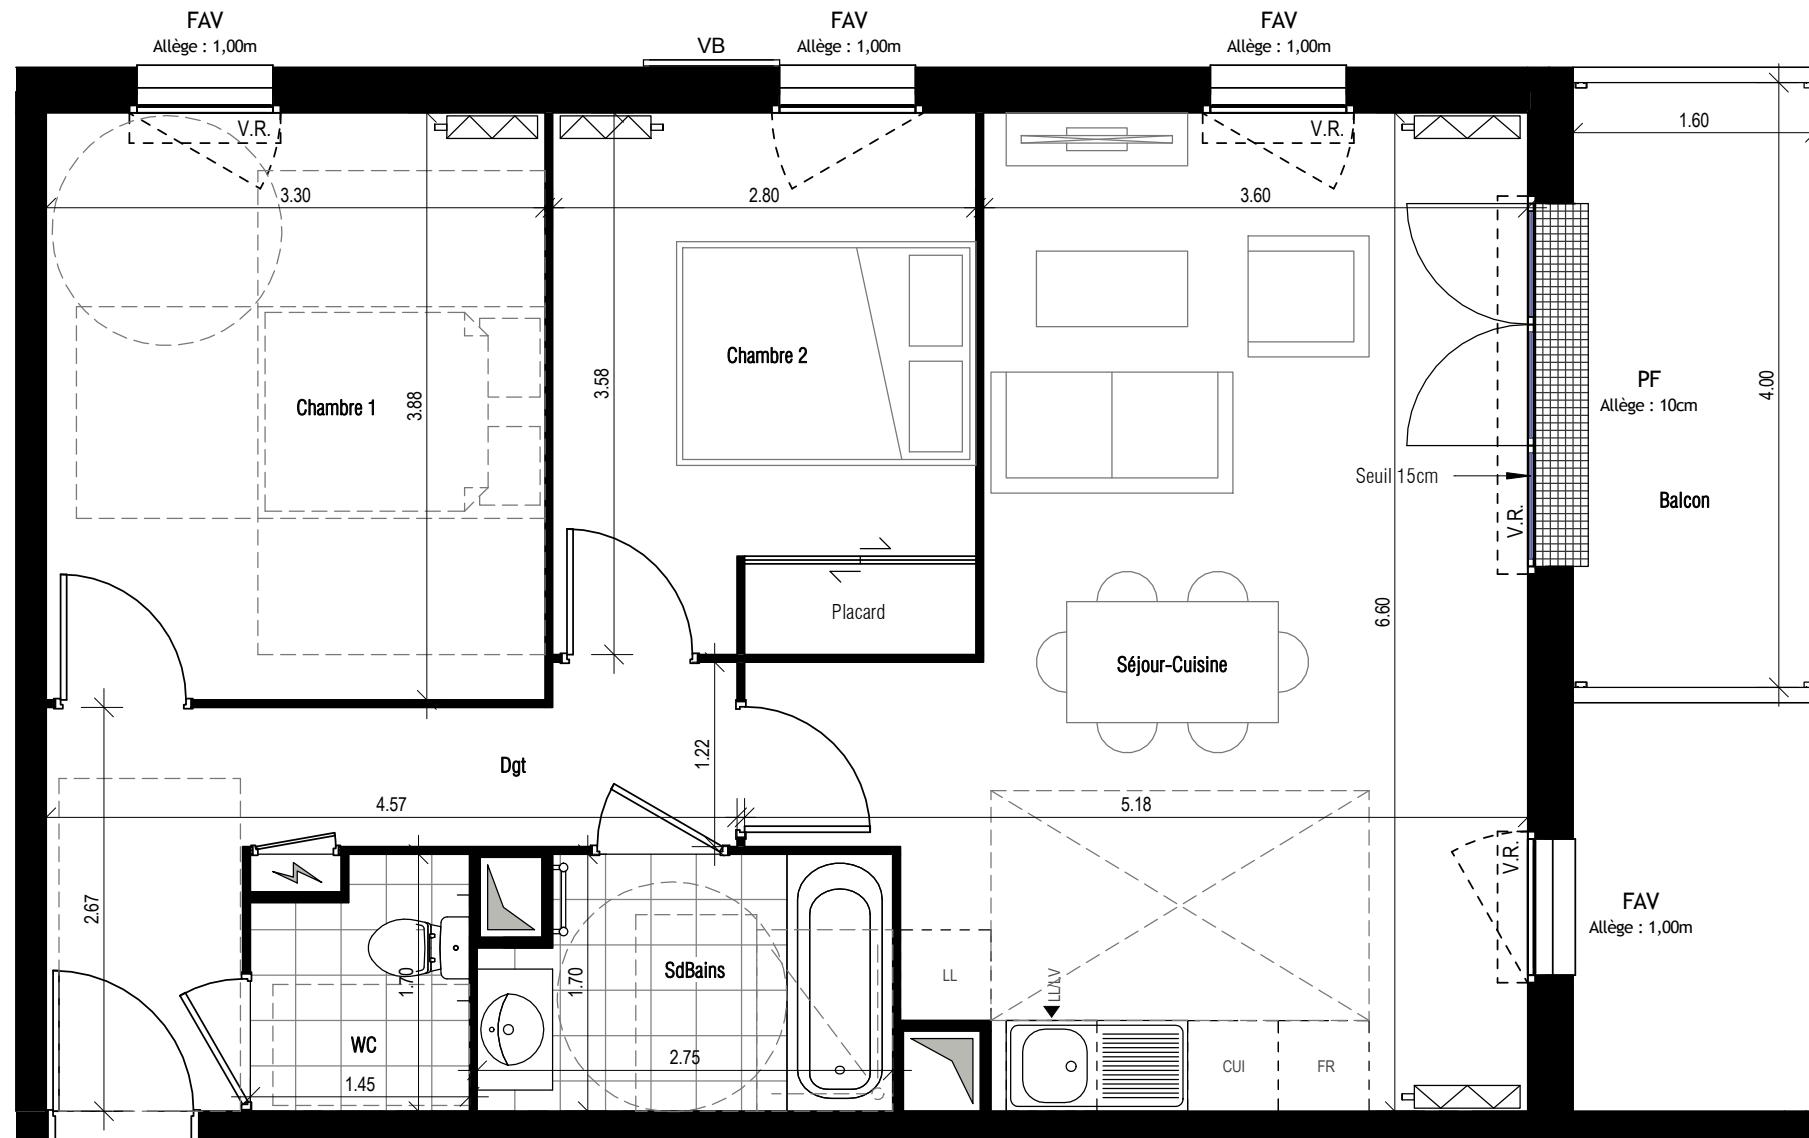 FAV
Allège : 1,00m
VB
FAV
Allège : 1,00m
FAV
Allège : 1,00m
V.R.
V.R.
1.60
3.30
2.80
3.60
Chambre 1
3.88
3.58
Chambre 2
PF
Allège : 10cm
4.00
Seuil 15cm
V.R.
Balcon
Placard
6.60
Séjour-Cuisine
Dgt
1.22
4.57
5.18
V.R.
2.67
FAV
Allège : 1,00m
1.70
1.70
SdBains
LL
LL/LV
WC
1.45
2.75
CUI
FR